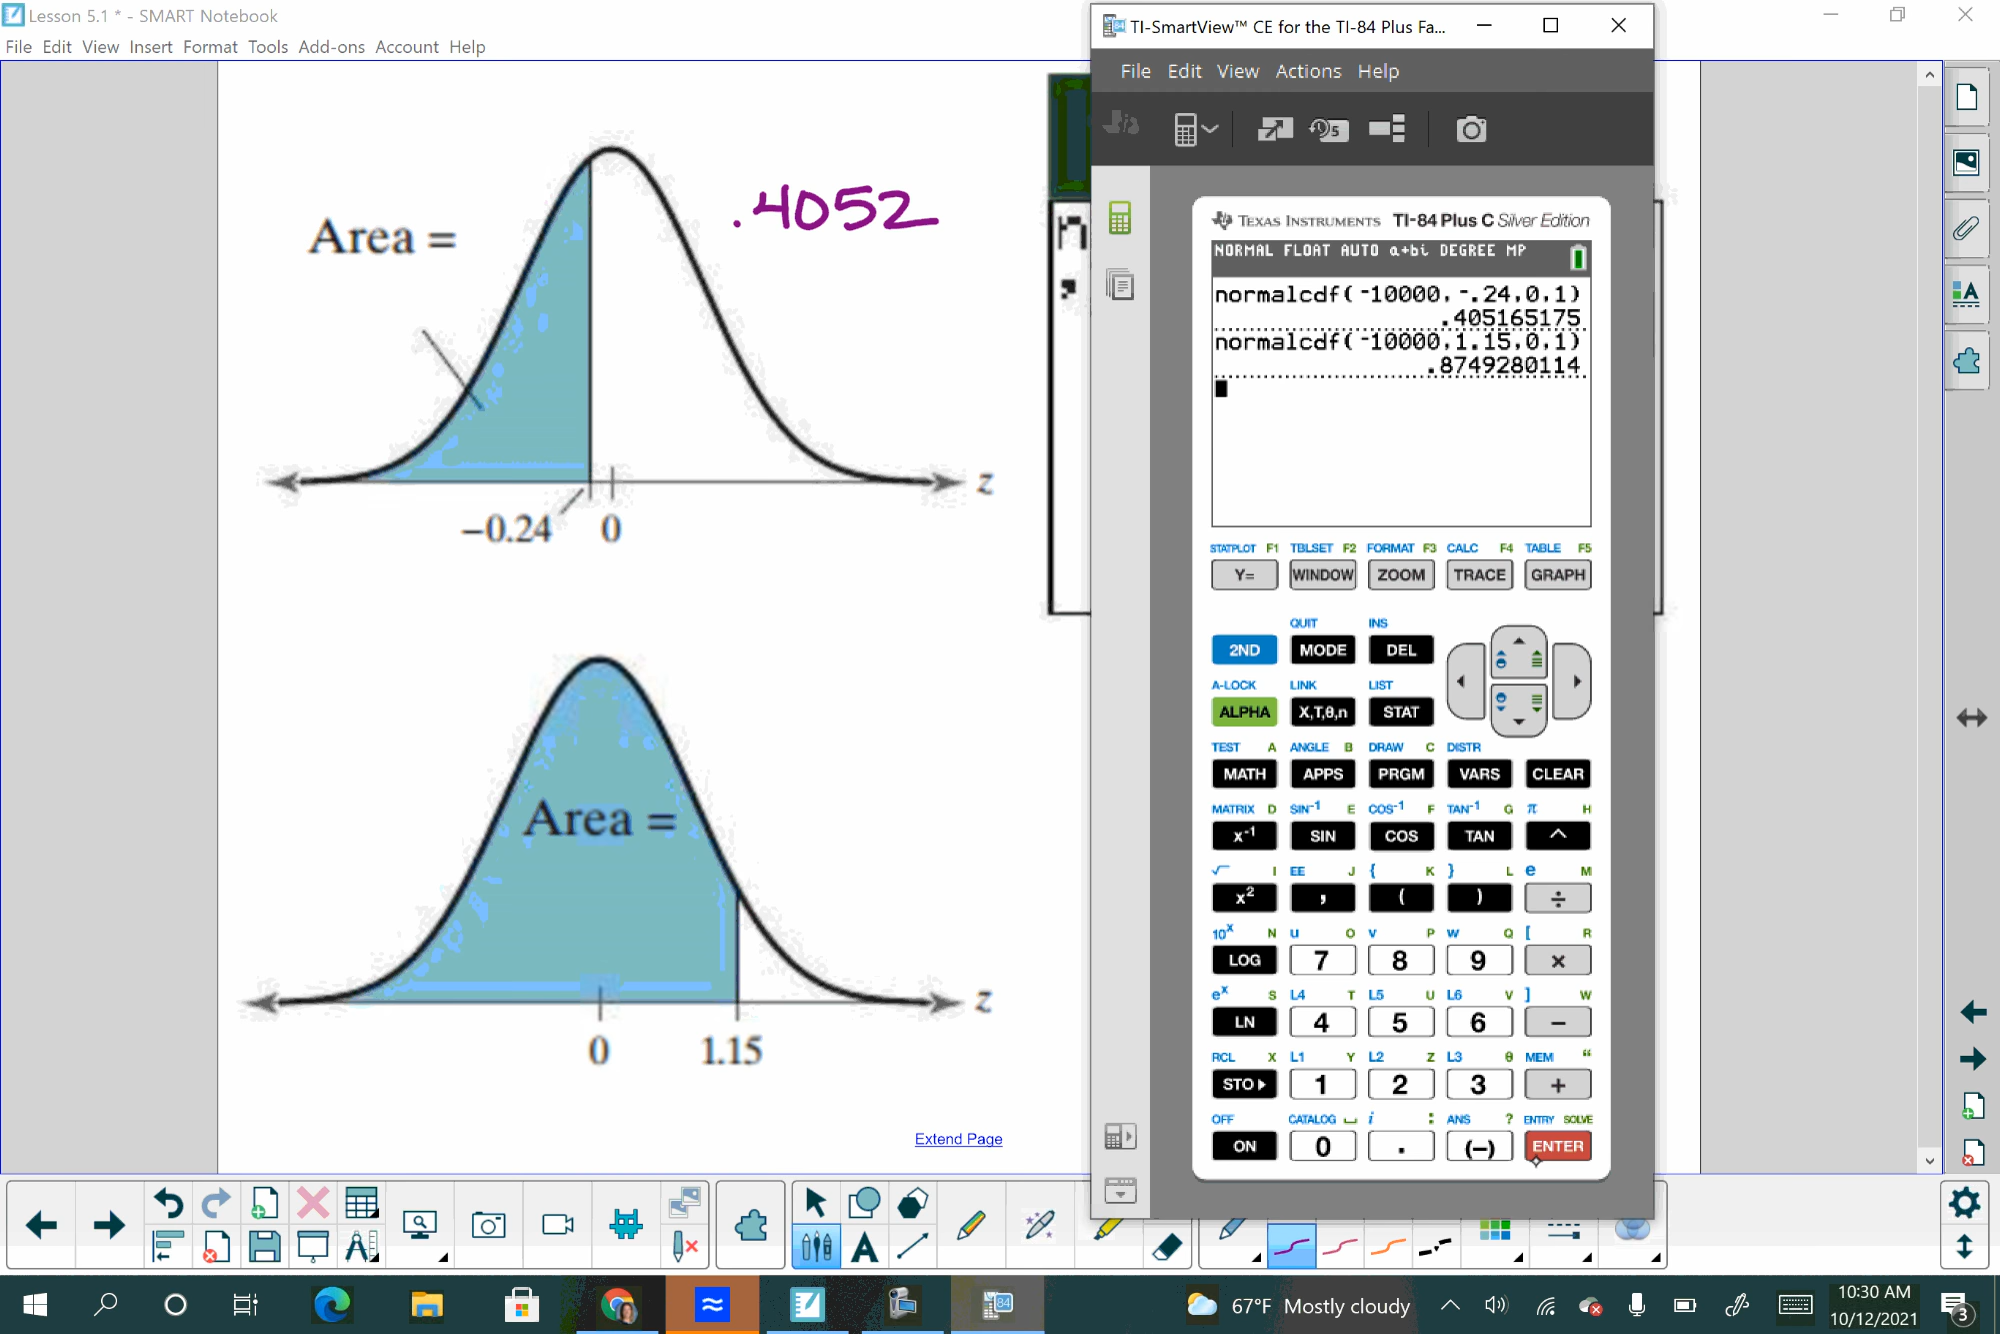 Lesson 5.1 * - SMART Notebook
File Edit View Insert Format Tools Add-ons Account Help
Area =
.4052
z
−0.24 0
Area =
z
0 1.15
Extend Page
TI-SmartView™ CE for the TI-84 Plus Fa...
File Edit View Actions Help
TEXAS INSTRUMENTS TI-84 Plus C Silver Edition
NORMAL FLOAT AUTO a+bi DEGREE MP
normalcdf(-10000,-.24,0,1)
.405165175
normalcdf(-10000,1.15,0,1)
.8749280114
STATPLOT F1 TBLSET F2 FORMAT F3 CALC F4 TABLE F5
Y= WINDOW ZOOM TRACE GRAPH
QUIT INS
2ND MODE DEL
A-LOCK LINK LIST
ALPHA X,T,θ,n STAT
TEST A ANGLE B DRAW C DISTR
MATH APPS PRGM VARS CLEAR
MATRIX D SIN⁻¹ E COS⁻¹ F TAN⁻¹ G π H
x⁻¹ SIN COS TAN ^
√ I EE J { K } L e M
x² , ( ) ÷
10ˣ N u O v P w Q [ R
LOG 7 8 9 ×
eˣ S L4 T L5 U L6 V ] W
LN 4 5 6 −
RCL X L1 Y L2 Z L3 θ MEM “
STO▸ 1 2 3 +
OFF CATALOG ⎵ i : ANS ? ENTRY SOLVE
ON 0 . (−) ENTER
67°F Mostly cloudy
10:30 AM
10/12/2021
3